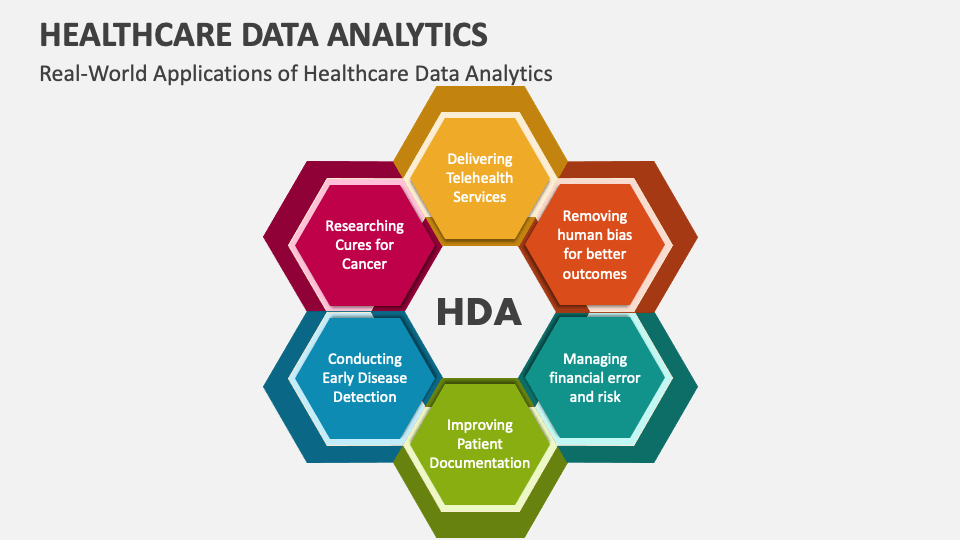 HEALTHCARE DATA ANALYTICS
Real-World Applications of Healthcare Data Analytics
Delivering
Telehealth
Services
Removing
human bias
for better
outcomes
Managing
financial error
and risk
Improving
Patient
Documentation
Conducting
Early Disease
Detection
Researching
Cures for
Cancer
HDA